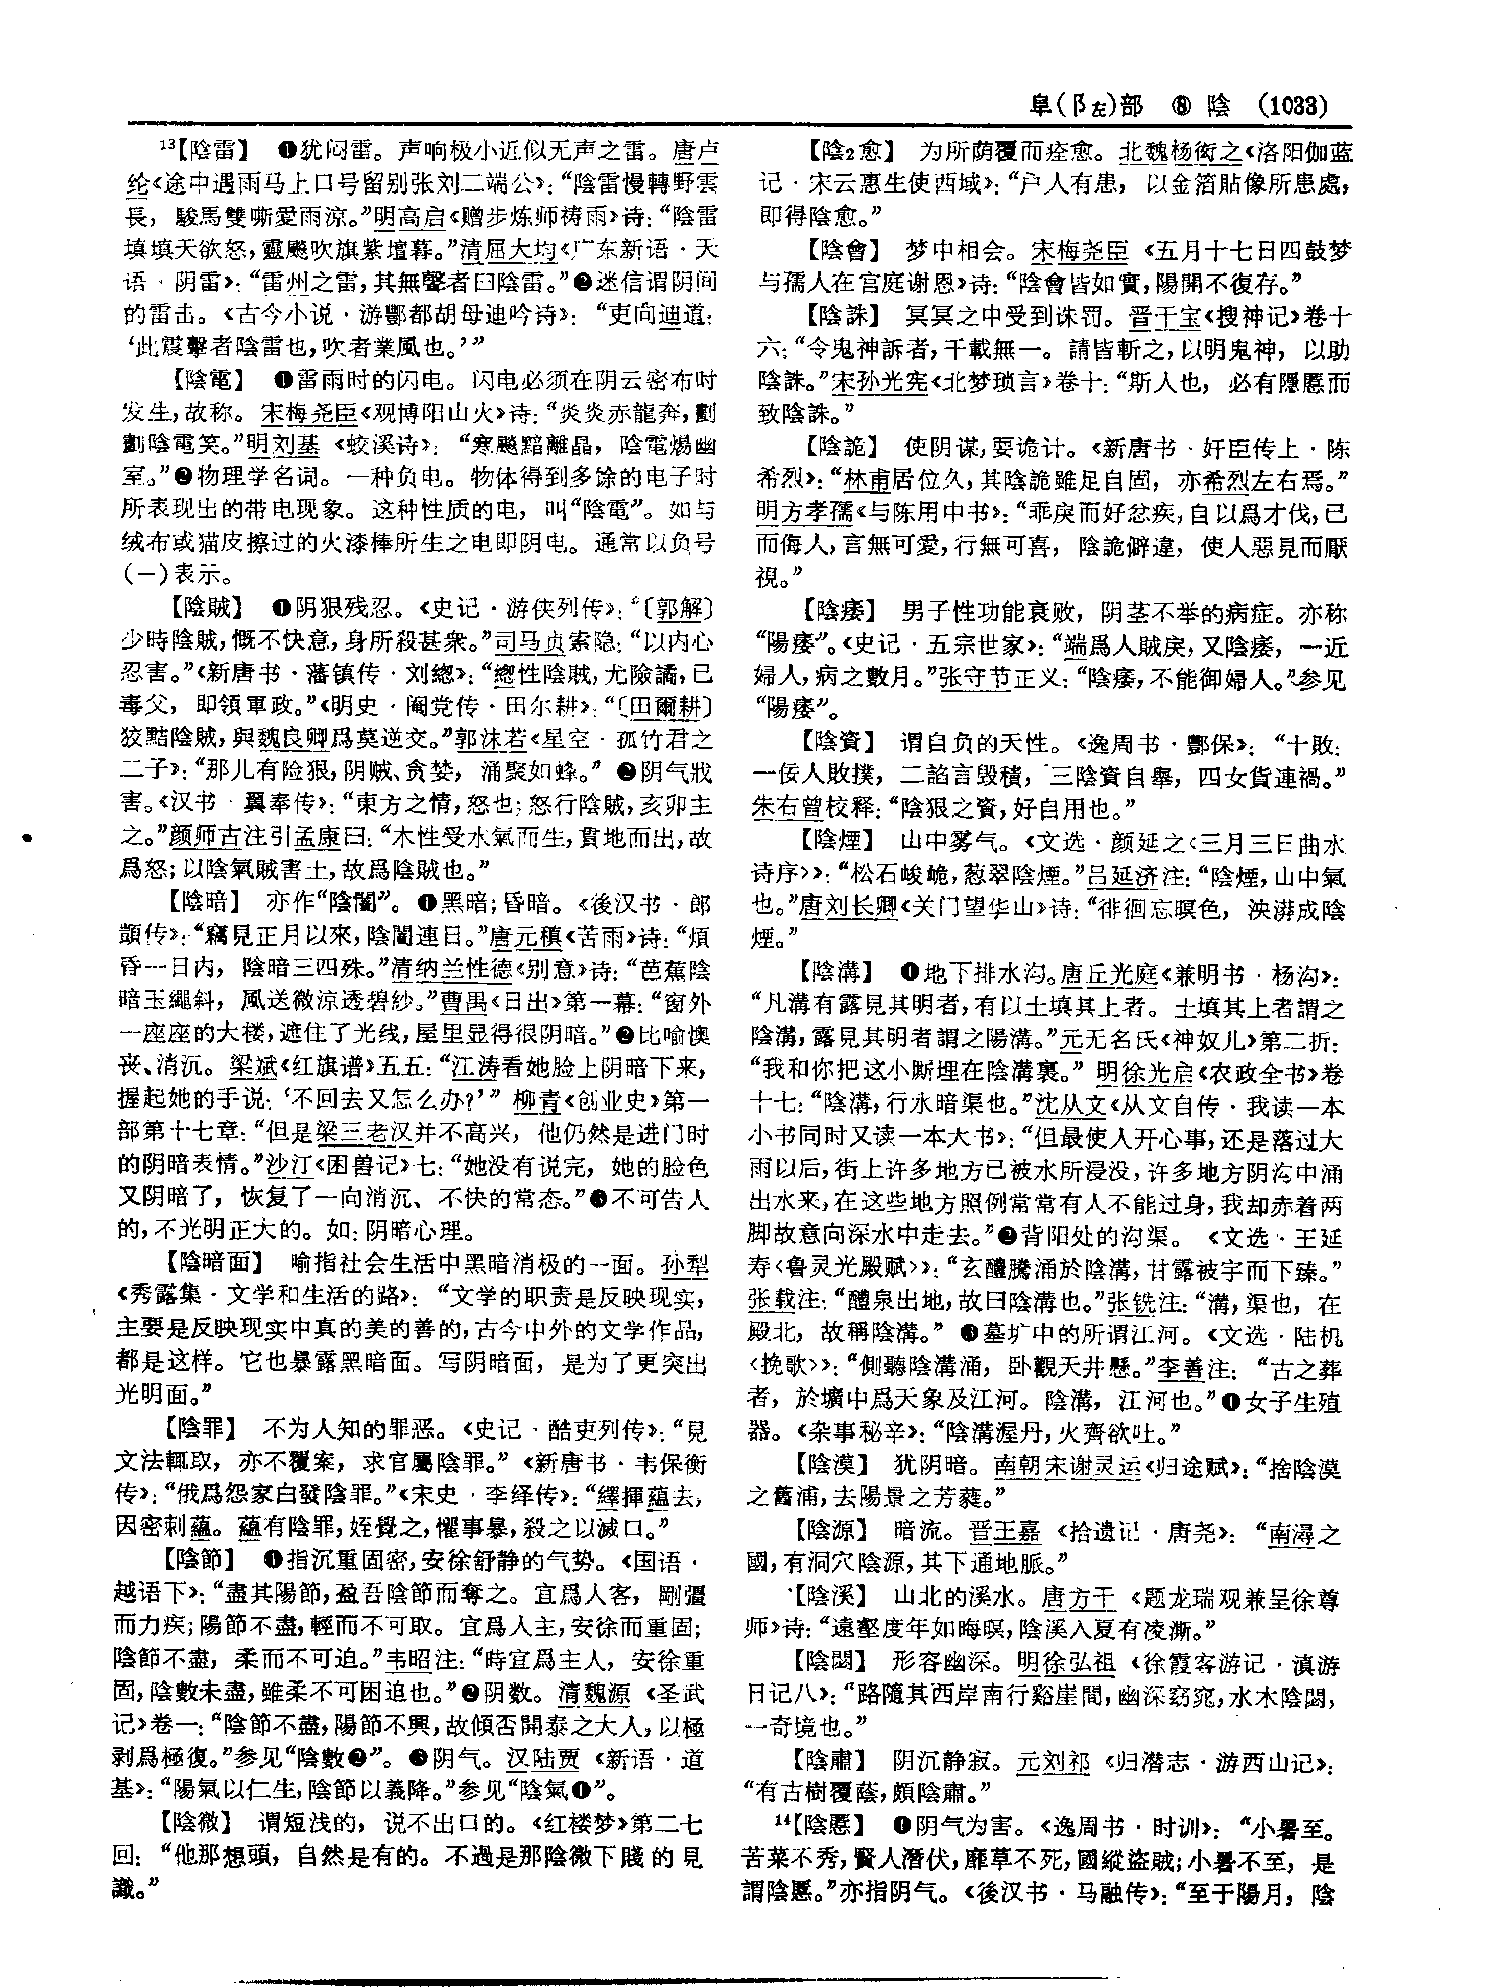 阜(阝左)部 ⑧ 陰 (1033)
13【陰雷】 ❶犹闷雷。声响极小近似无声之雷。唐卢
纶《途中遇雨马上口号留别张刘二端公》：“陰雷慢轉野雲
長，駿馬雙嘶愛雨涼。”明高启《赠步炼师祷雨》诗：“陰雷
填填天欲怒，靈飇吹旗紫壇暮。”清屈大均《广东新语·天
语·阴雷》：“雷州之雷，其無聲者曰陰雷。”❷迷信谓阴间
的雷击。《古今小说·游酆都胡母迪吟诗》：“吏向迪道：
‘此震擊者陰雷也，吹者業風也。’”
【陰電】 ❶雷雨时的闪电。闪电必须在阴云密布时
发生，故称。宋梅尧臣《观博阳山火》诗：“炎炎赤龍奔，劃
劃陰電笑。”明刘基《蛟溪诗》：“寒飇黯離晶，陰電煬幽
室。”❷物理学名词。一种负电。物体得到多馀的电子时
所表现出的带电现象。这种性质的电，叫“陰電”。如与
绒布或猫皮擦过的火漆棒所生之电即阴电。通常以负号
(－)表示。
【陰賊】 ❶阴狠残忍。《史记·游侠列传》：“〔郭解〕
少時陰賊，慨不快意，身所殺甚衆。”司马贞索隐：“以内心
忍害。”《新唐书·藩镇传·刘總》：“總性陰賊，尤險譎，已
毒父，即領軍政。”《明史·阉党传·田尔耕》：“〔田爾耕〕
狡黠陰賊，與魏良卿爲莫逆交。”郭沫若《星空·孤竹君之
二子》：“那儿有险狠，阴贼、贪婪，涌聚如蜂。”❷阴气戕
害。《汉书·翼奉传》：“東方之情，怒也；怒行陰賊，亥卯主
之。”颜师古注引孟康曰：“木性受水氣而生，貫地而出，故
爲怒；以陰氣賊害土，故爲陰賊也。”
【陰暗】 亦作“陰闇”。❶黑暗；昏暗。《後汉书·郎
顗传》：“竊見正月以來，陰闇連日。”唐元稹《苦雨》诗：“煩
昏一日内，陰暗三四殊。”清纳兰性德《别意》诗：“芭蕉陰
暗玉繩斜，風送微涼透碧紗。”曹禺《日出》第一幕：“窗外
一座座的大楼，遮住了光线，屋里显得很阴暗。”❷比喻懊
丧、消沉。梁斌《红旗谱》五五：“江涛看她脸上阴暗下来，
握起她的手说：‘不回去又怎么办？’”柳青《创业史》第一
部第十七章：“但是梁三老汉并不高兴，他仍然是进门时
的阴暗表情。”沙汀《困兽记》七：“她没有说完，她的脸色
又阴暗了，恢复了一向消沉、不快的常态。”❸不可告人
的，不光明正大的。如：阴暗心理。
【陰暗面】 喻指社会生活中黑暗消极的一面。孙犁
《秀露集·文学和生活的路》：“文学的职责是反映现实，
主要是反映现实中真的美的善的，古今中外的文学作品，
都是这样。它也暴露黑暗面。写阴暗面，是为了更突出
光明面。”
【陰罪】 不为人知的罪恶。《史记·酷吏列传》：“見
文法輒取，亦不覆案，求官屬陰罪。”《新唐书·韦保衡
传》：“俄爲怨家白發陰罪。”《宋史·李绎传》：“繹揮蘊去，
因密刺蘊。蘊有陰罪，姪覺之，懼事暴，殺之以滅口。”
【陰節】 ❶指沉重固密，安徐舒静的气势。《国语·
越语下》：“盡其陽節，盈吾陰節而奪之。宜爲人客，剛彊
而力疾；陽節不盡，輕而不可取。宜爲人主，安徐而重固；
陰節不盡，柔而不可迫。”韦昭注：“時宜爲主人，安徐重
固，陰數未盡，雖柔不可困迫也。”❷阴数。清魏源《圣武
记》卷一：“陰節不盡，陽節不興，故傾否開泰之大人，以極
剥爲極復。”参见“陰數❷”。❸阴气。汉陆贾《新语·道
基》：“陽氣以仁生，陰節以義降。”参见“陰氣❶”。
【陰微】 谓短浅的，说不出口的。《红楼梦》第二七
回：“他那想頭，自然是有的。不過是那陰微下賤的見
識。”
【陰2愈】 为所荫覆而痊愈。北魏杨衒之《洛阳伽蓝
记·宋云惠生使西域》：“户人有患，以金箔貼像所患處，
即得陰愈。”
【陰會】 梦中相会。宋梅尧臣《五月十七日四鼓梦
与孺人在宫庭谢恩》诗：“陰會皆如實，陽開不復存。”
【陰誅】 冥冥之中受到诛罚。晋干宝《搜神记》卷十
六：“令鬼神訴者，千載無一。請皆斬之，以明鬼神，以助
陰誅。”宋孙光宪《北梦琐言》卷十：“斯人也，必有隱慝而
致陰誅。”
【陰詭】 使阴谋，耍诡计。《新唐书·奸臣传上·陈
希烈》：“林甫居位久，其陰詭雖足自固，亦希烈左右焉。”
明方孝孺《与陈用中书》：“乖戾而好忿疾，自以爲才伐，已
而侮人，言無可愛，行無可喜，陰詭僻違，使人惡見而厭
視。”
【陰痿】 男子性功能衰败，阴茎不举的病症。亦称
“陽痿”。《史记·五宗世家》：“端爲人賊戾，又陰痿，一近
婦人，病之數月。”张守节正义：“陰痿，不能御婦人。”参见
“陽痿”。
【陰資】 谓自负的天性。《逸周书·酆保》：“十敗：
一佞人敗撲，二諂言毀積，三陰資自舉，四女貨速禍。”
朱右曾校释：“陰狠之資，好自用也。”
【陰煙】 山中雾气。《文选·颜延之〈三月三日曲水
诗序〉》：“松石峻垝，葱翠陰煙。”吕延济注：“陰煙，山中氣
也。”唐刘长卿《关门望华山》诗：“徘徊忘暝色，泱漭成陰
煙。”
【陰溝】 ❶地下排水沟。唐丘光庭《兼明书·杨沟》：
“凡溝有露見其明者，有以土填其上者。土填其上者謂之
陰溝，露見其明者謂之陽溝。”元无名氏《神奴儿》第二折：
“我和你把这小厮埋在陰溝裏。”明徐光启《农政全书》卷
十七：“陰溝，行水暗渠也。”沈从文《从文自传·我读一本
小书同时又读一本大书》：“但最使人开心事，还是落过大
雨以后，街上许多地方已被水所浸没，许多地方阴沟中涌
出水来，在这些地方照例常常有人不能过身，我却赤着两
脚故意向深水中走去。”❷背阳处的沟渠。《文选·王延
寿〈鲁灵光殿赋〉》：“玄醴騰涌於陰溝，甘露被宇而下臻。”
张载注：“醴泉出地，故曰陰溝也。”张铣注：“溝，渠也，在
殿北，故稱陰溝。”❸墓圹中的所谓江河。《文选·陆机
〈挽歌〉》：“側聽陰溝涌，卧觀天井懸。”李善注：“古之葬
者，於壙中爲天象及江河。陰溝，江河也。”❹女子生殖
器。《杂事秘辛》：“陰溝渥丹，火齊欲吐。”
【陰漠】 犹阴暗。南朝宋谢灵运《归途赋》：“捨陰漠
之舊浦，去陽景之芳蕤。”
【陰源】 暗流。晋王嘉《拾遗记·唐尧》：“南潯之
國，有洞穴陰源，其下通地脈。”
【陰溪】 山北的溪水。唐方干《题龙瑞观兼呈徐尊
师》诗：“遠壑度年如晦暝，陰溪入夏有凌澌。”
【陰閟】 形容幽深。明徐弘祖《徐霞客游记·滇游
日记八》：“路隨其西岸南行谿崖間，幽深窈窕，水木陰閟，
一奇境也。”
【陰肅】 阴沉静寂。元刘祁《归潜志·游西山记》：
“有古樹覆蔭，頗陰肅。”
14【陰慝】 ❶阴气为害。《逸周书·时训》：“小暑至。
苦菜不秀，賢人潛伏，靡草不死，國縱盜賊；小暑不至，是
謂陰慝。”亦指阴气。《後汉书·马融传》：“至于陽月，陰